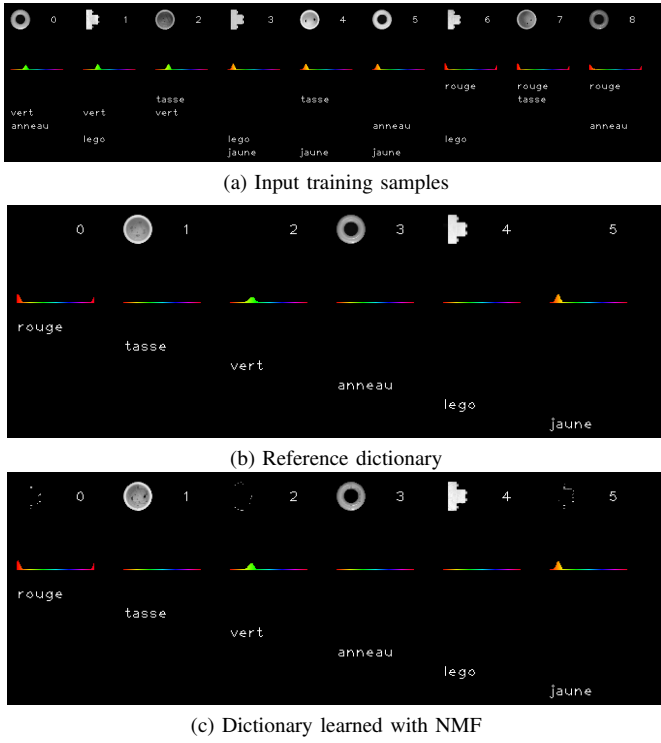 0 1 2 3 4 5 6 7 8
rouge rouge rouge
tasse tasse tasse
vert vert vert
anneau anneau anneau
lego lego lego
jaune jaune jaune
(a) Input training samples
0 1 2 3 4 5
rouge
tasse
vert
anneau
lego
jaune
(b) Reference dictionary
0 1 2 3 4 5
rouge
tasse
vert
anneau
lego
jaune
(c) Dictionary learned with NMF